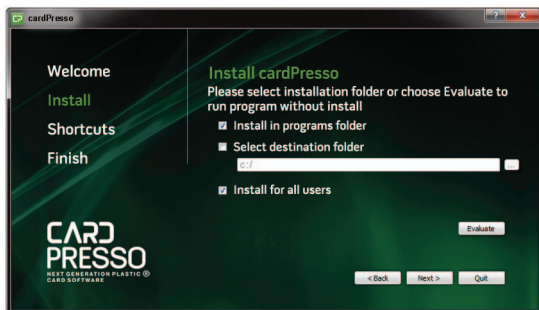 cardPresso
Welcome
Install
Shortcuts
Finish
Install cardPresso
Please select installation folder or choose Evaluate to
run program without install
Install in programs folder
Select destination folder
c:/
...
Install for all users
Evaluate
CARD
PRESSO
NEXT GENERATION PLASTIC ®
CARD SOFTWARE
< Back
Next >
Quit